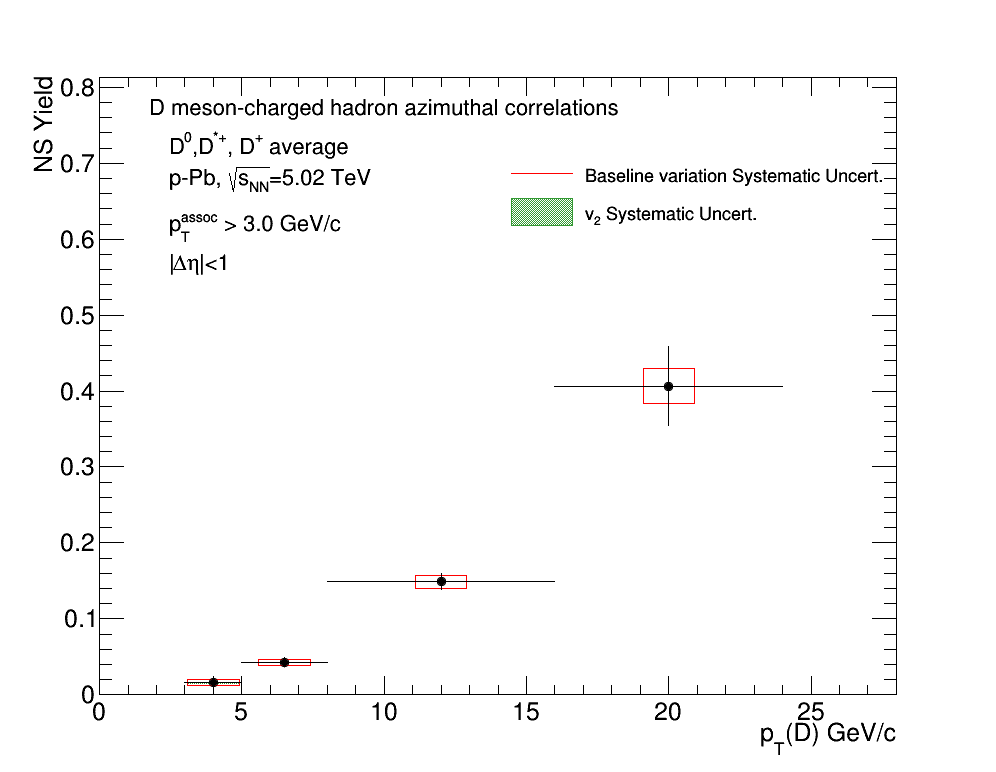 NS Yield
D meson-charged hadron azimuthal correlations
D⁰,D*⁺, D⁺ average
p-Pb, √s_NN=5.02 TeV
p_T^assoc > 3.0 GeV/c
|Δη|<1
Baseline variation Systematic Uncert.
v₂ Systematic Uncert.
0.8
0.7
0.6
0.5
0.4
0.3
0.2
0.1
0
0 5 10 15 20 25
p_T(D) GeV/c